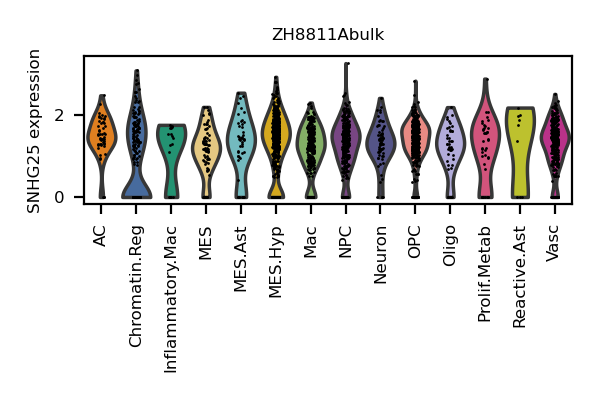 ZH8811Abulk
SNHG25 expression
2
0
AC
Chromatin.Reg
Inflammatory.Mac
MES
MES.Ast
MES.Hyp
Mac
NPC
Neuron
OPC
Oligo
Prolif.Metab
Reactive.Ast
Vasc